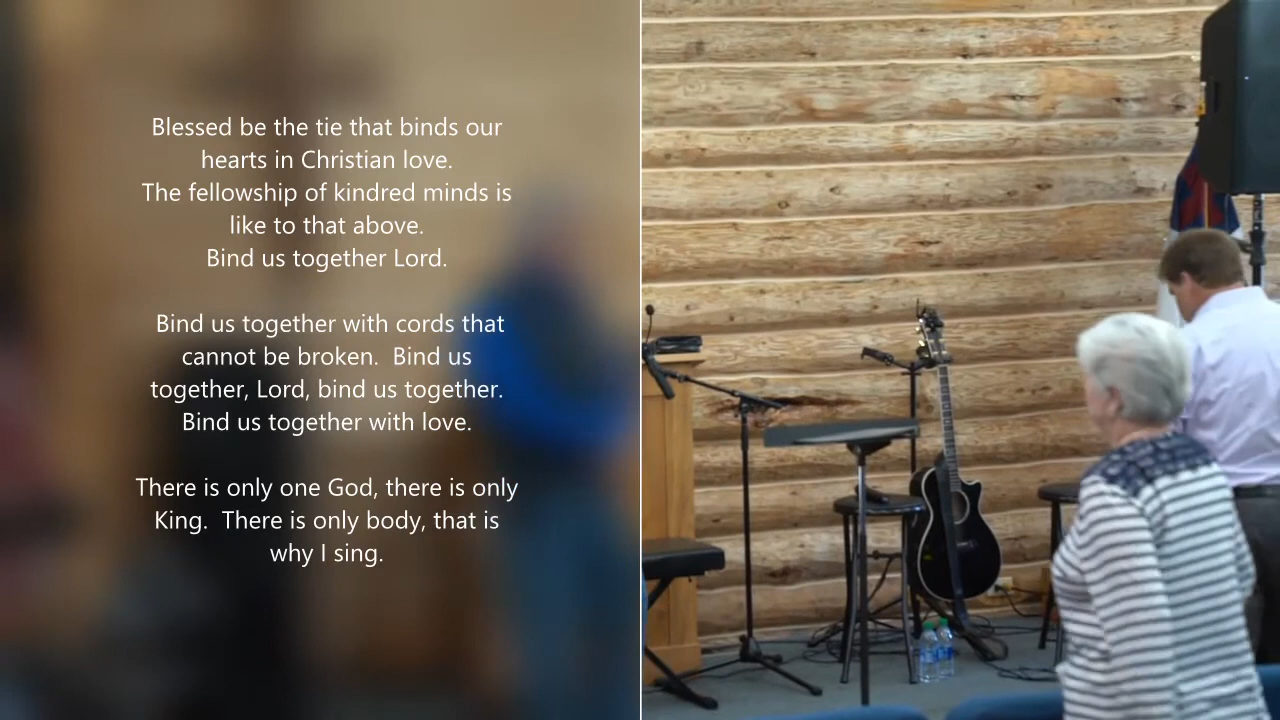 Blessed be the tie that binds our
hearts in Christian love.
The fellowship of kindred minds is
like to that above.
Bind us together Lord.
Bind us together with cords that
cannot be broken.  Bind us
together, Lord, bind us together.
Bind us together with love.
There is only one God, there is only
King.  There is only body, that is
why I sing.